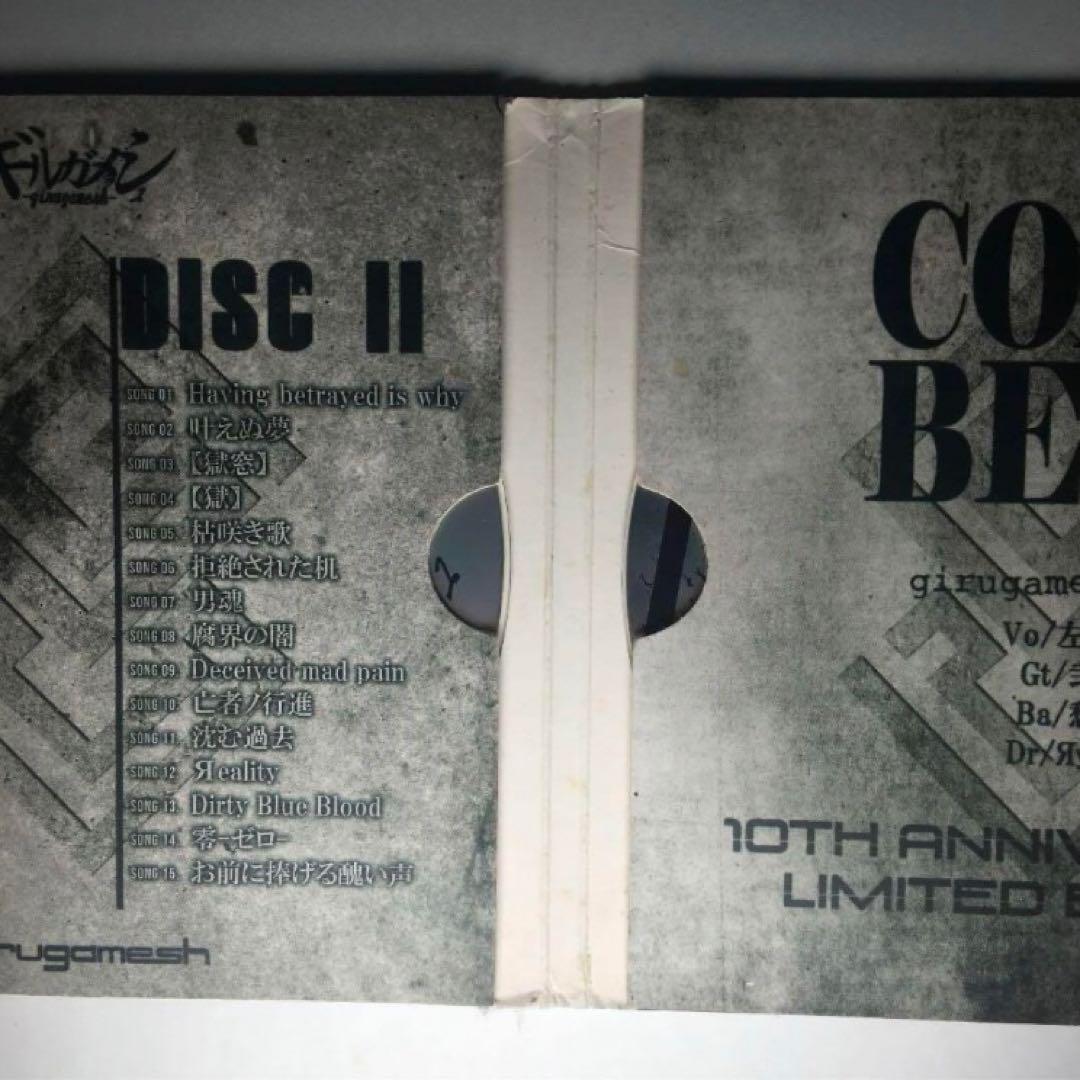 ギルガメッシュ
-girugamesh-
DISC II
SONG 01 Having betrayed is why
SONG 02 叶えぬ夢
SONG 03 【獄窓】
SONG 04 【獄】
SONG 05 枯咲き歌
SONG 06 拒絶された机
SONG 07 男魂
SONG 08 腐界の闇
SONG 09 Deceived mad pain
SONG 10 亡者ノ行進
SONG 11 沈む過去
SONG 12 Яeality
SONG 13 Dirty Blue Blood
SONG 14 零-ゼロ-
SONG 15 お前に捧げる醜い声
rugamesh
CO
BE
girugame
Vo/左
Gt/弐
Ba/愁
Dr/Яy
10TH ANNIV
LIMITED E